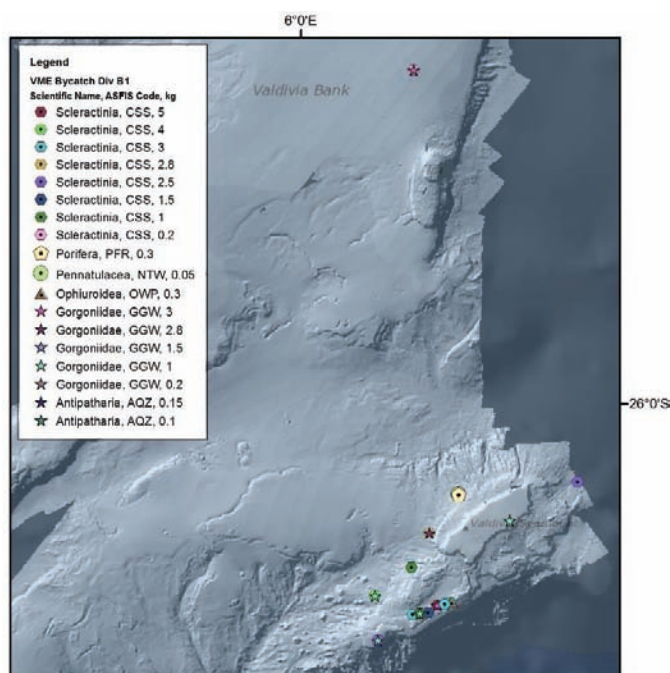 6°0'E
Valdivia Bank
Legend
VME Bycatch Div B1
Scientific Name, ASFIS Code, kg
Scleractinia, CSS, 5
Scleractinia, CSS, 4
Scleractinia, CSS, 3
Scleractinia, CSS, 2.8
Scleractinia, CSS, 2.5
Scleractinia, CSS, 1.5
Scleractinia, CSS, 1
Scleractinia, CSS, 0.2
Porifera, PFR, 0.3
Pennatulacea, NTW, 0.05
Ophiuroidea, OWP, 0.3
Gorgoniidae, GGW, 3
Gorgoniidae, GGW, 2.8
Gorgoniidae, GGW, 1.5
Gorgoniidae, GGW, 1
Gorgoniidae, GGW, 0.2
Antipatharia, AQZ, 0.15
Antipatharia, AQZ, 0.1
26°0'S
Valdivia